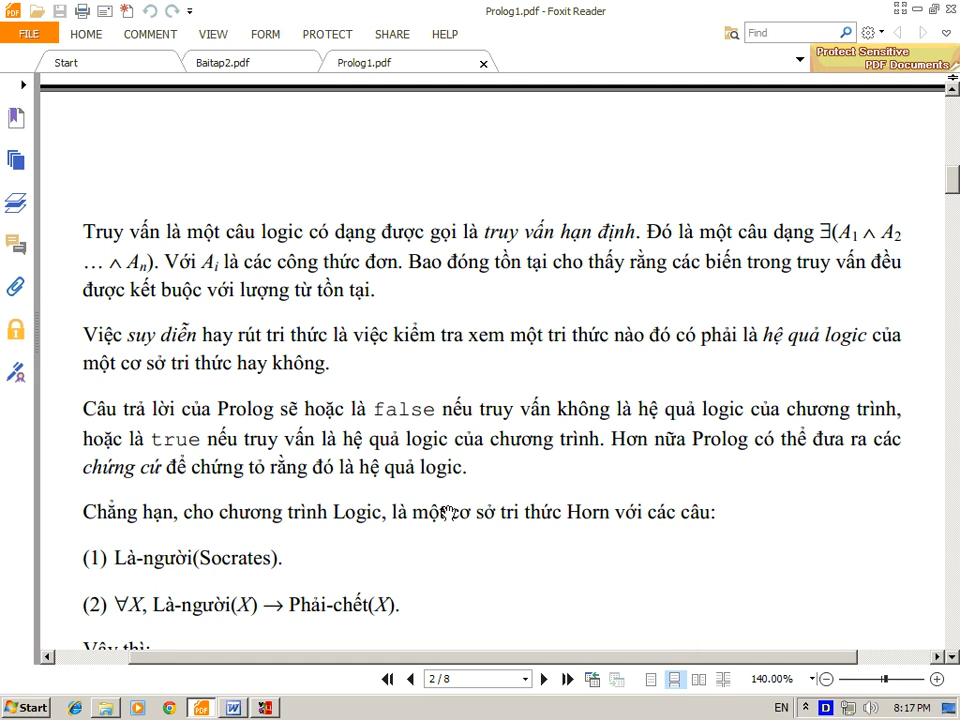 Prolog1.pdf - Foxit Reader
FILE HOME COMMENT VIEW FORM PROTECT SHARE HELP Find
Start Baitap2.pdf Prolog1.pdf Protect Sensitive
PDF Documents
Truy vấn là một câu logic có dạng được gọi là truy vấn hạn định. Đó là một câu dạng ∃(A₁ ∧ A₂
… ∧ Aₙ). Với Aᵢ là các công thức đơn. Bao đóng tồn tại cho thấy rằng các biến trong truy vấn đều
được kết buộc với lượng từ tồn tại.
Việc suy diễn hay rút tri thức là việc kiểm tra xem một tri thức nào đó có phải là hệ quả logic của
một cơ sở tri thức hay không.
Câu trả lời của Prolog sẽ hoặc là false nếu truy vấn không là hệ quả logic của chương trình,
hoặc là true nếu truy vấn là hệ quả logic của chương trình. Hơn nữa Prolog có thể đưa ra các
chứng cứ để chứng tỏ rằng đó là hệ quả logic.
Chẳng hạn, cho chương trình Logic, là một cơ sở tri thức Horn với các câu:
(1) Là-người(Socrates).
(2) ∀X, Là-người(X) → Phải-chết(X).
Vậy thì:
2 / 8 140.00%
Start EN D 8:17 PM